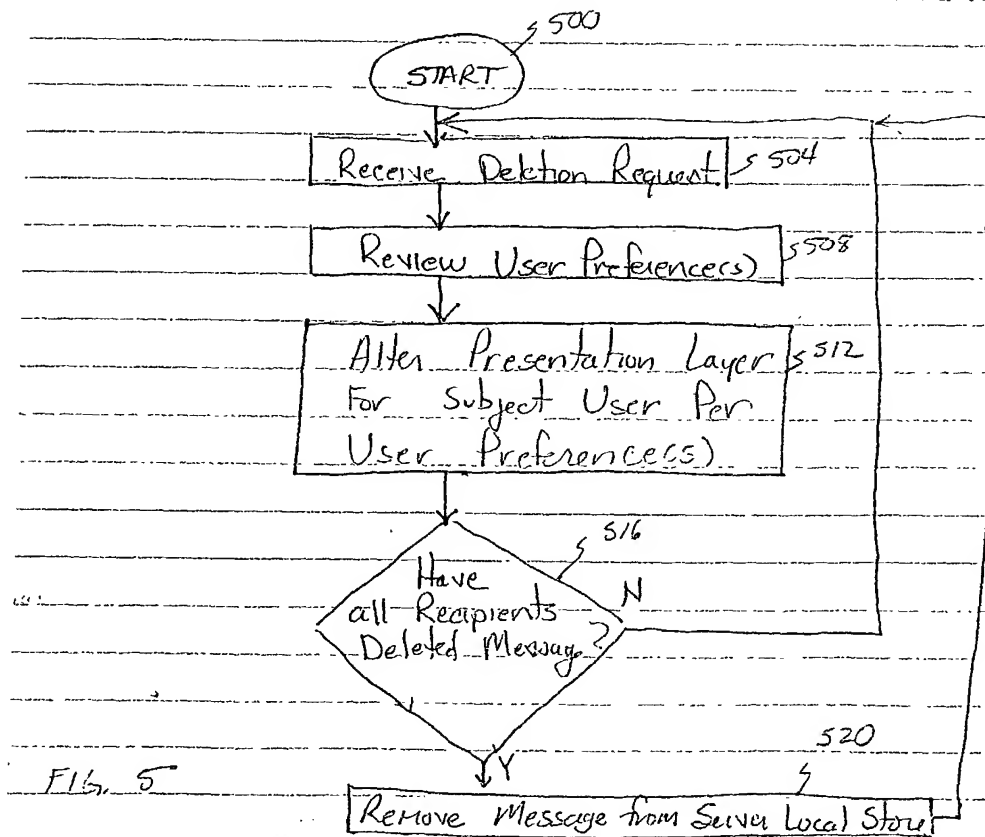 500
START
Receive Deletion Request
504
Review User Preference(s)
508
Alter Presentation Layer
For Subject User Per
User Preference(s)
512
516
Have
all Recipients
Deleted Message?
N
Y
520
FIG. 5
Remove Message from Server Local Store